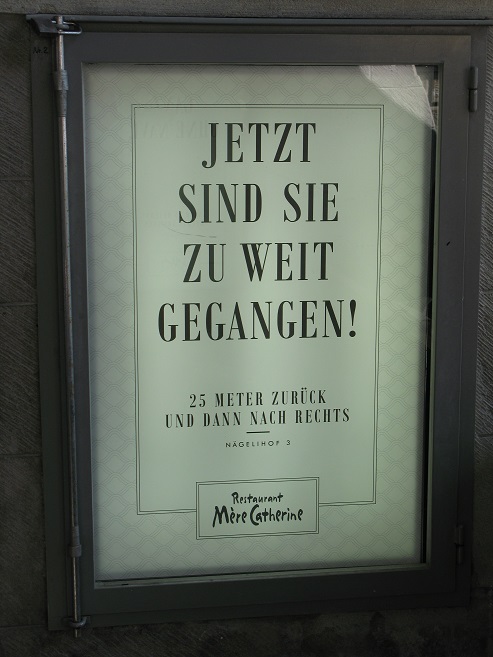 JETZT
SIND SIE
ZU WEIT
GEGANGEN!
25 METER ZURÜCK
UND DANN NACH RECHTS
NÄGELIHOF 3
Restaurant
Mère Catherine